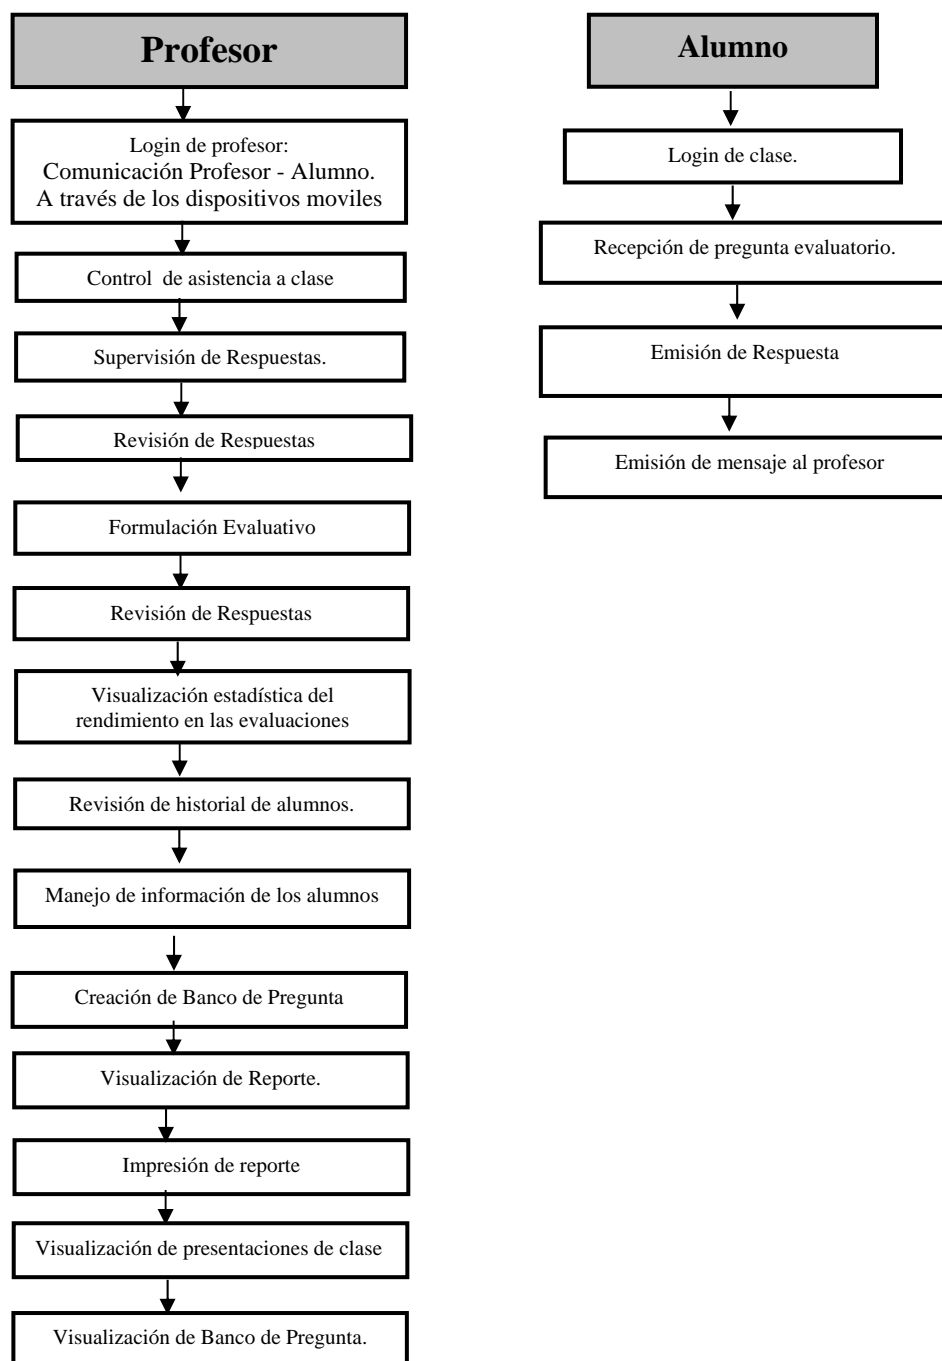 Profesor
Login de profesor:
Comunicación Profesor - Alumno.
A través de los dispositivos moviles
Control de asistencia a clase
Supervisión de Respuestas.
Revisión de Respuestas
Formulación Evaluativo
Revisión de Respuestas
Visualización estadística del
rendimiento en las evaluaciones
Revisión de historial de alumnos.
Manejo de información de los alumnos
Creación de Banco de Pregunta
Visualización de Reporte.
Impresión de reporte
Visualización de presentaciones de clase
Visualización de Banco de Pregunta.
Alumno
Login de clase.
Recepción de pregunta evaluatorio.
Emisión de Respuesta
Emisión de mensaje al profesor